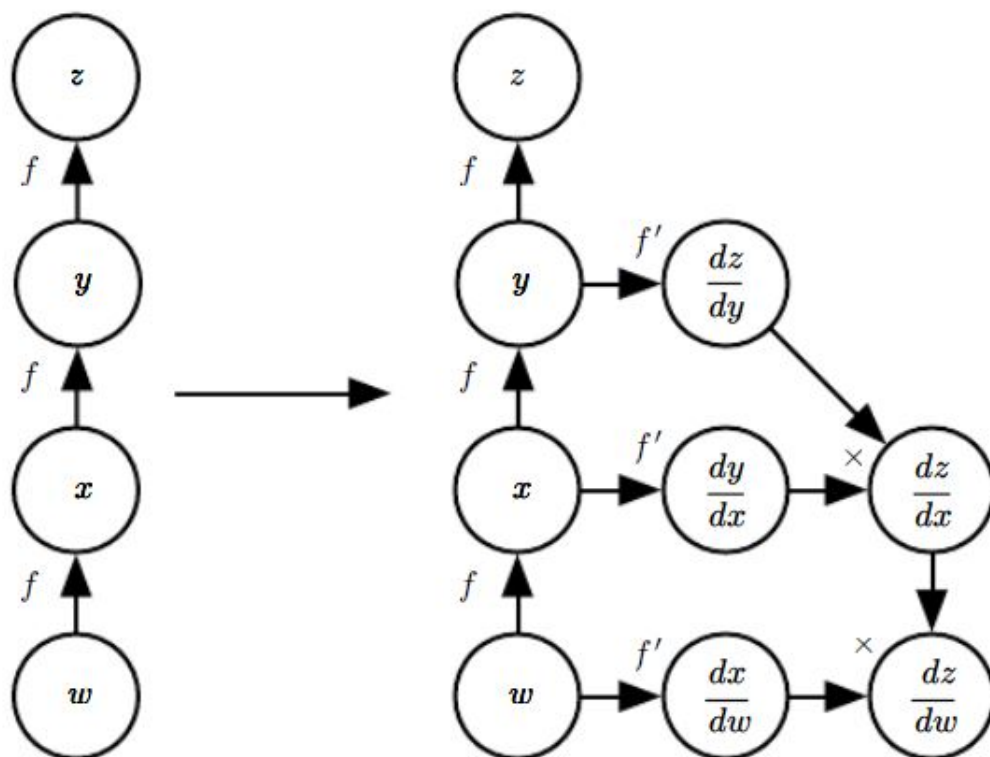 z z
f f
y y f′ dz/dy
f f
x x f′ dy/dx × dz/dx
f f
w w f′ dx/dw × dz/dw